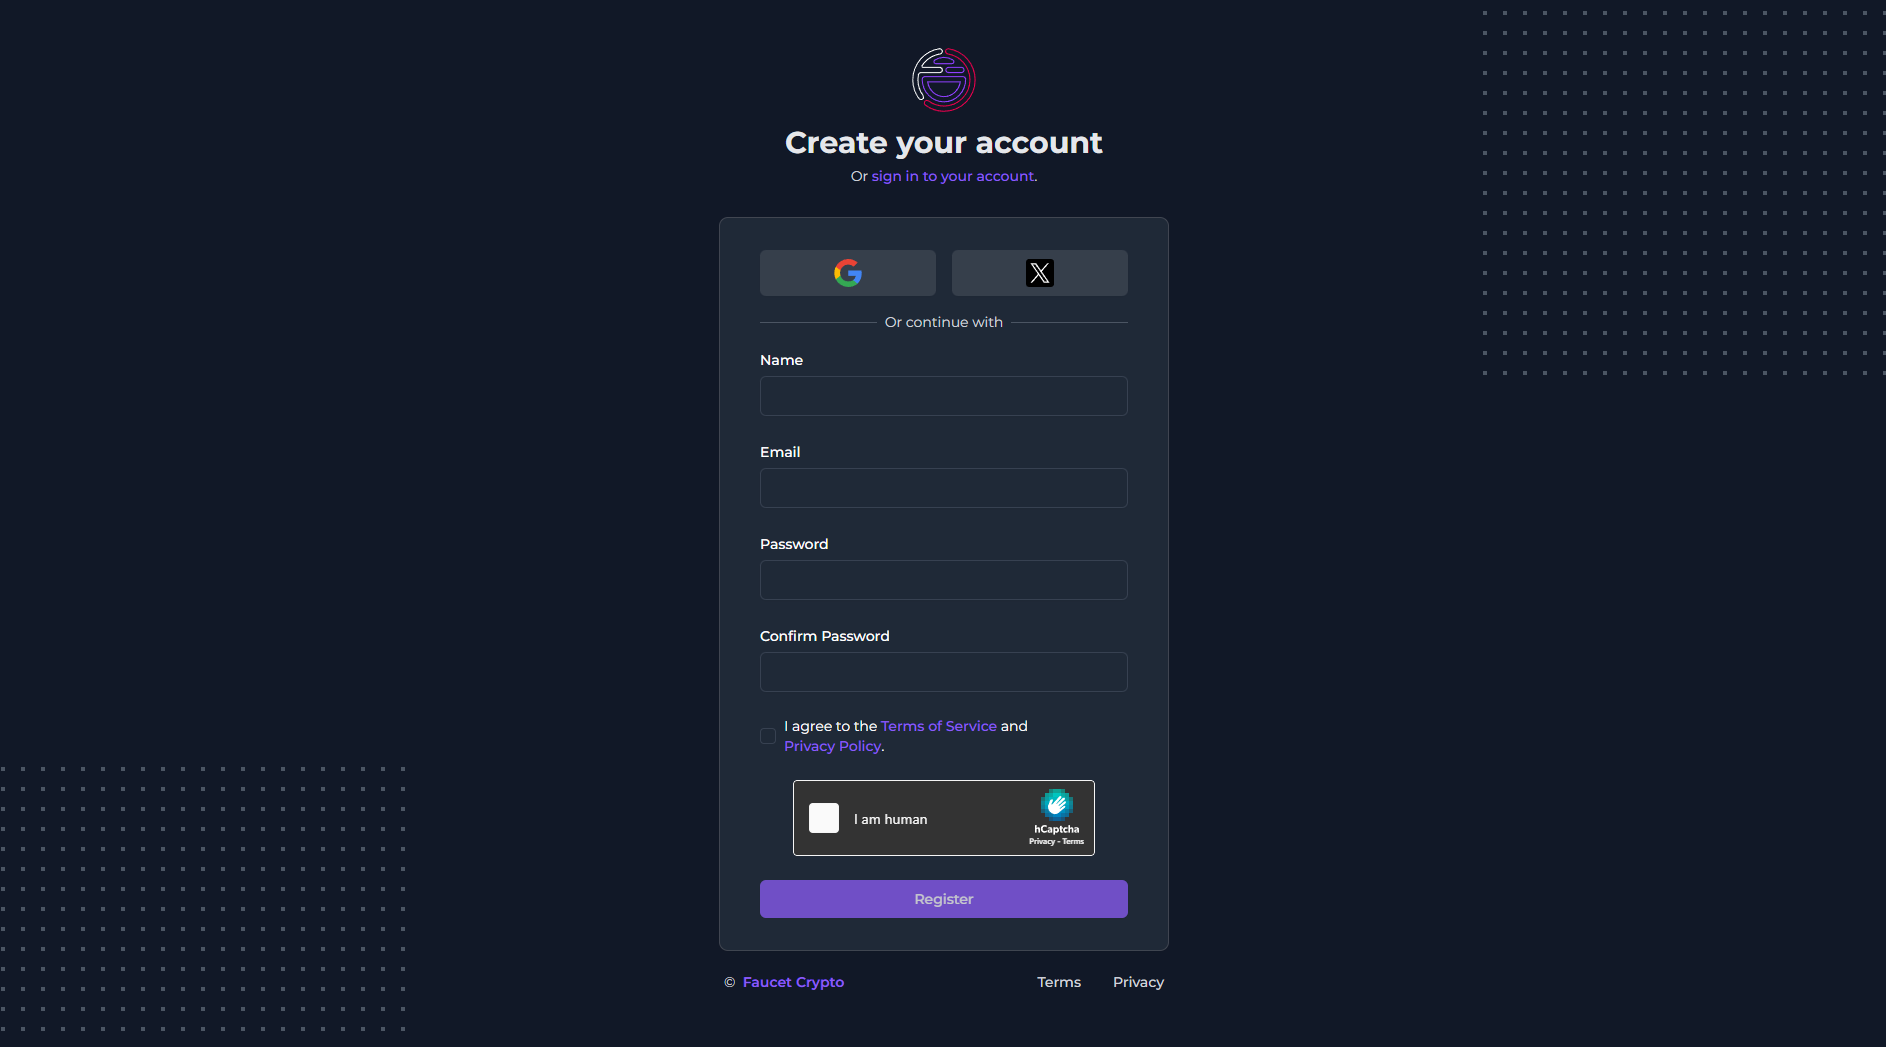 Create your account
Or sign in to your account.
Or continue with
Name
Email
Password
Confirm Password
I agree to the Terms of Service and
Privacy Policy.
I am human
hCaptcha
Privacy - Terms
Register
© Faucet Crypto
Terms
Privacy